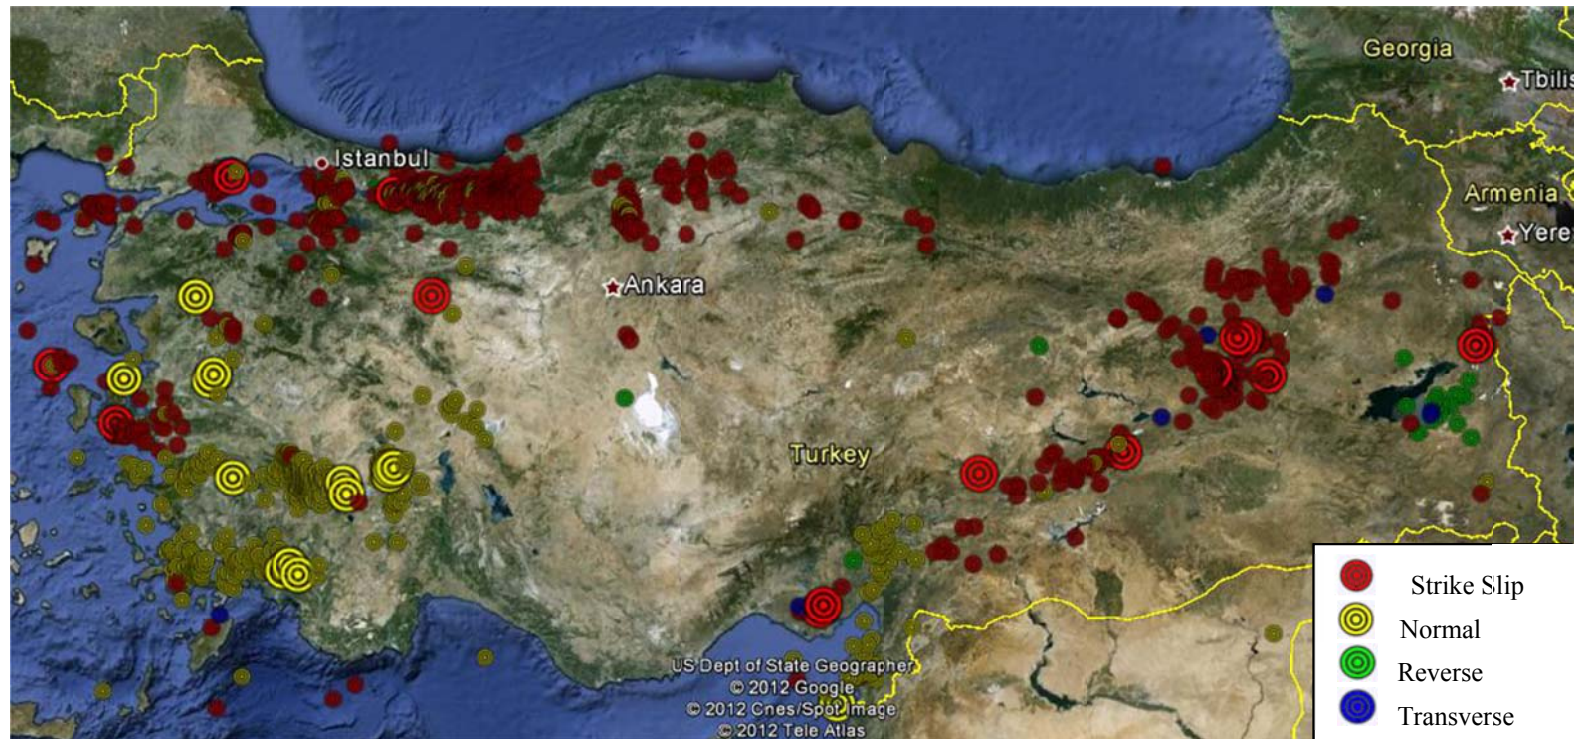 Georgia
Tbilis
Istanbul
Armenia
Yere
Ankara
Turkey
US Dept of State Geographer
© 2012 Google
© 2012 Cnes/Spot Image
© 2012 Tele Atlas
Strike Slip
Normal
Reverse
Transverse